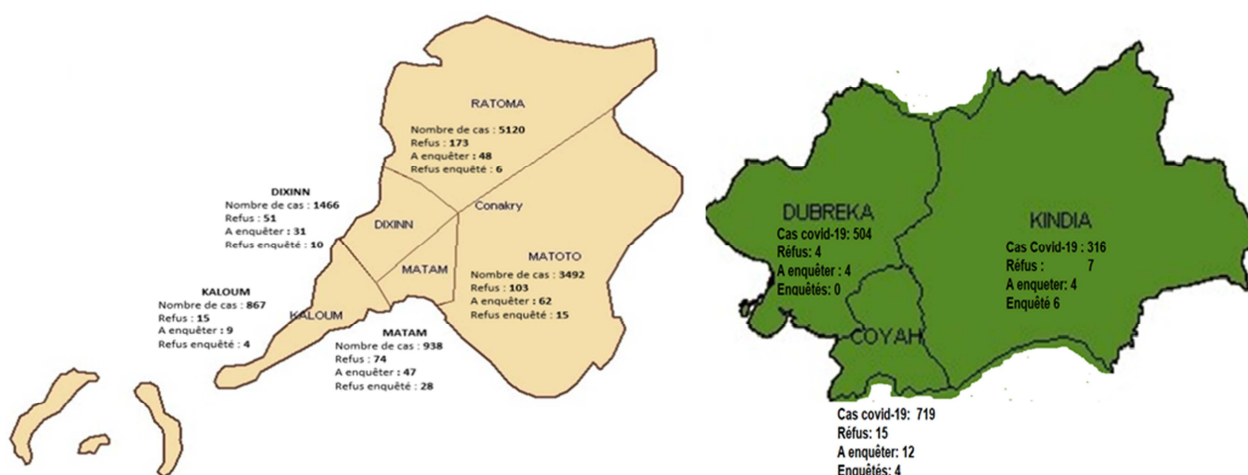 RATOMA
Nombre de cas : 5120
Refus : 173
A enquêter : 48
Refus enquêté : 6
DIXINN
Nombre de cas : 1466
Refus : 51
A enquêter : 31
Refus enquêté : 10
DIXINN
Conakry
MATAM
MATOTO
Nombre de cas : 3492
Refus : 103
A enquêter : 62
Refus enquêté : 15
KALOUM
Nombre de cas : 867
Refus : 15
A enquêter : 9
Refus enquêté : 4
KALOUM
MATAM
Nombre de cas : 938
Refus : 74
A enquêter : 47
Refus enquêté : 28
DUBREKA
Cas covid-19: 504
Réfus: 4
A enquêter : 4
Enquêtés: 0
KINDIA
Cas Covid-19 : 316
Réfus : 7
A enqueter : 4
Enquêté 6
COYAH
Cas covid-19: 719
Réfus: 15
A enquêter: 12
Enquêtés: 4